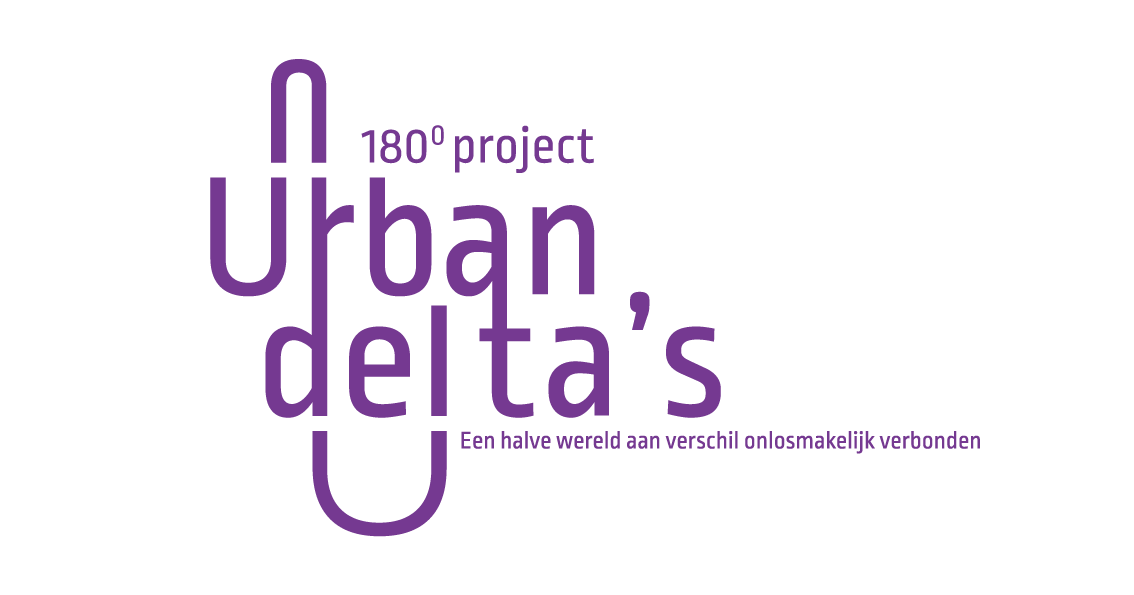 180⁰ project
Urban
delta's
Een halve wereld aan verschil onlosmakelijk verbonden